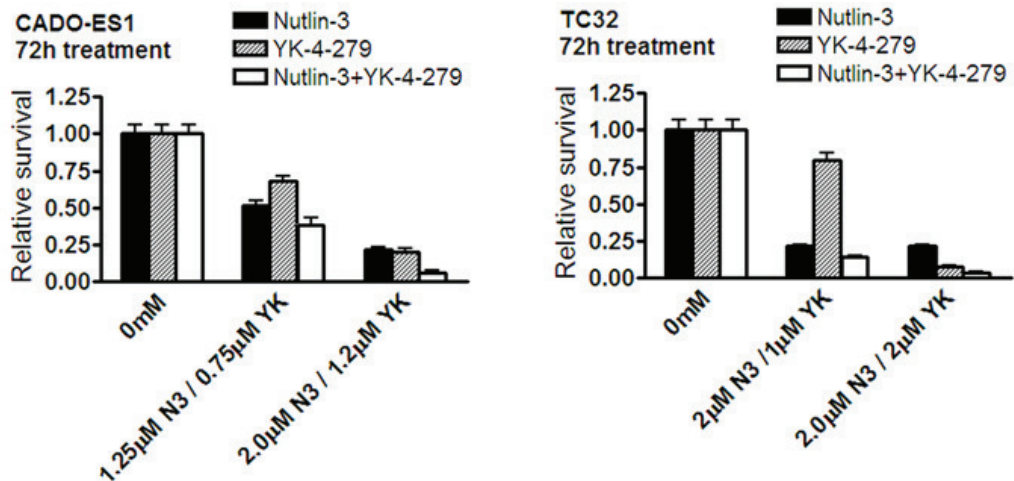 CADO-ES1
72h treatment
Nutlin-3
YK-4-279
Nutlin-3+YK-4-279
Relative survival
1.25
1.00
0.75
0.50
0.25
0.00
0mM
1.25μM N3 / 0.75μM YK
2.0μM N3 / 1.2μM YK
TC32
72h treatment
Nutlin-3
YK-4-279
Nutlin-3+YK-4-279
Relative survival
1.25
1.00
0.75
0.50
0.25
0.00
0mM
2μM N3 /1μM YK
2.0μM N3 / 2μM YK